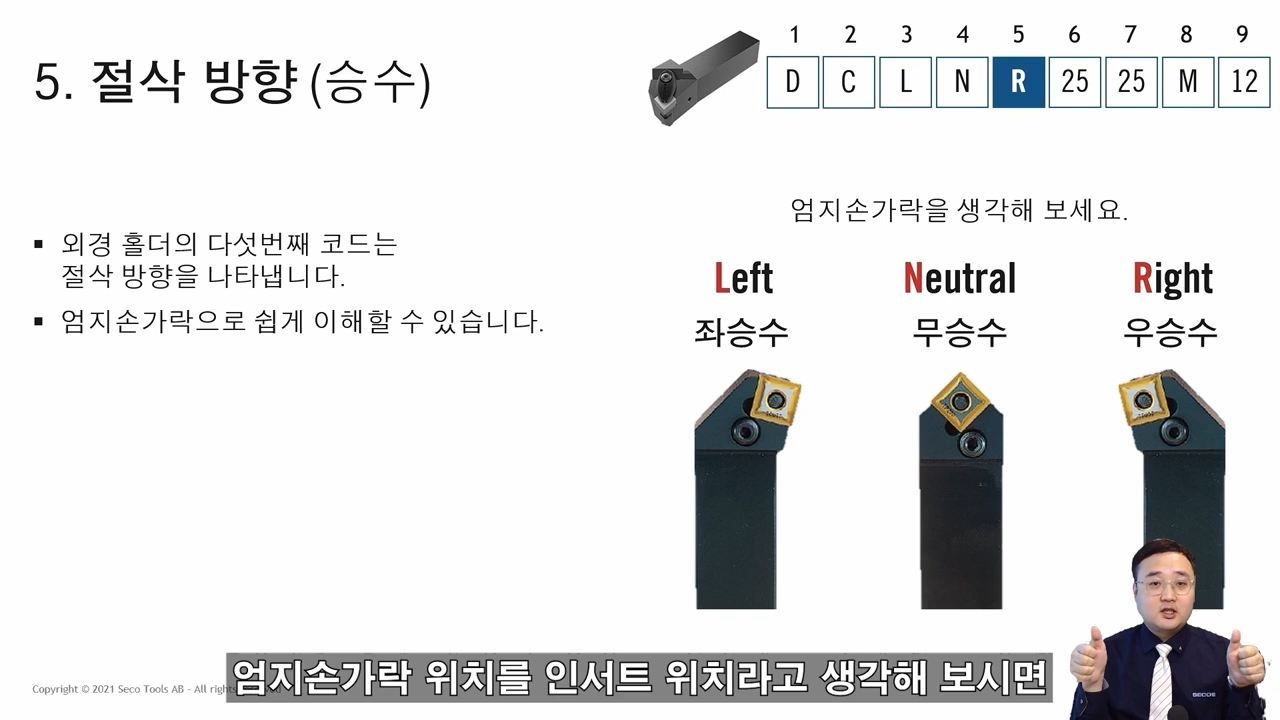 5. 절삭 방향 (승수)
1 2 3 4 5 6 7 8 9
D C L N R 25 25 M 12
외경 홀더의 다섯번째 코드는
절삭 방향을 나타냅니다.
엄지손가락으로 쉽게 이해할 수 있습니다.
엄지손가락을 생각해 보세요.
Left Neutral Right
좌승수 무승수 우승수
엄지손가락 위치를 인서트 위치라고 생각해 보시면
Copyright © 2021 Seco Tools AB - All rights
SECO